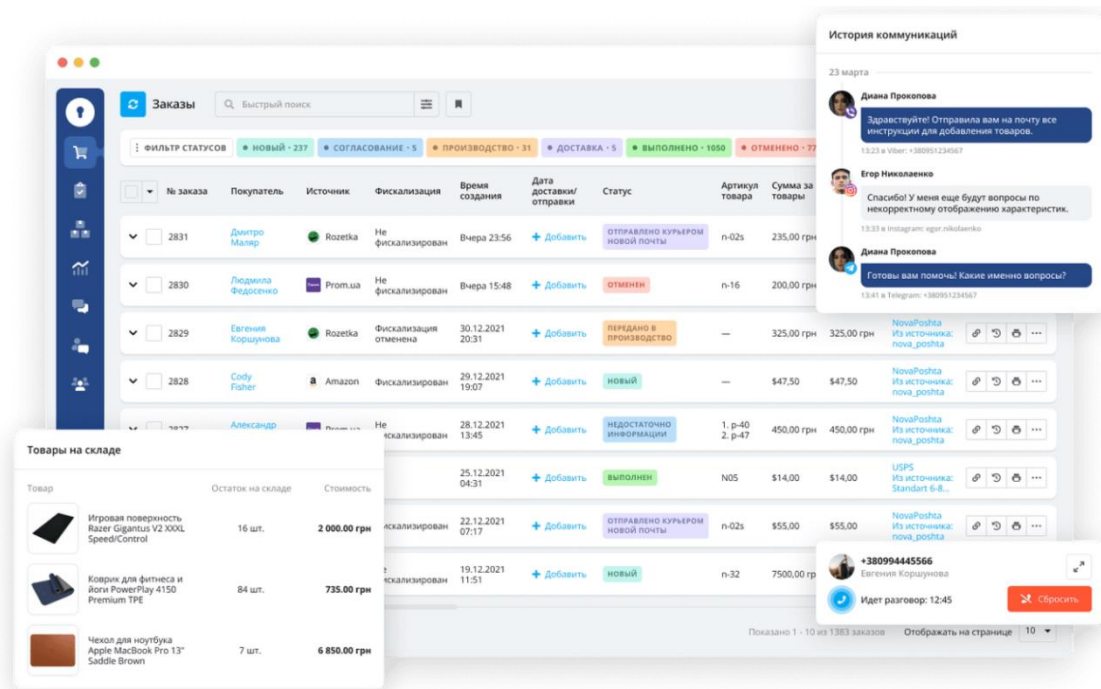 История коммуникаций
23 марта
Диана Прокопова
Здравствуйте! Отправила вам на почту все
инструкции для добавления товаров.
13:23 в Viber: +380951234567
Егор Николаенко
Спасибо! У меня еще будут вопросы по
некорректному отображению характеристик.
13:33 в Instagram: egor.nikolaenko
Диана Прокопова
Готовы вам помочь! Какие именно вопросы?
13:41 в Telegram: +380951234567
Заказы
Быстрый поиск
ФИЛЬТР СТАТУСОВ
НОВЫЙ · 237
СОГЛАСОВАНИЕ · 5
ПРОИЗВОДСТВО · 31
ДОСТАВКА · 5
ВЫПОЛНЕНО · 1050
ОТМЕНЕНО · 77
№ заказа
Покупатель
Источник
Фискализация
Время
создания
Дата
доставки/
отправки
Статус
Артикул
товара
Сумма за
товары
2831
Дмитро
Маляр
Rozetka
Не
фискализирован
Вчера 23:56
+ Добавить
ОТПРАВЛЕНО КУРЬЕРОМ
НОВОЙ ПОЧТЫ
n-02s
235,00 грн
2830
Людмила
Федосенко
Prom.ua
Не
фискализирован
Вчера 15:48
+ Добавить
ОТМЕНЕН
n-16
200,00 грн
2829
Евгения
Коршунова
Rozetka
Фискализация
отменена
30.12.2021
20:31
+ Добавить
ПЕРЕДАНО В
ПРОИЗВОДСТВО
—
325,00 грн
325,00 грн
NovaPoshta
Из источника:
nova_poshta
2828
Cody
Fisher
Amazon
Фискализирован
29.12.2021
19:07
+ Добавить
НОВЫЙ
—
$47,50
$47,50
NovaPoshta
Из источника:
nova_poshta
2827
Александр
Prom.ua
Не
фискализирован
28.12.2021
13:45
+ Добавить
НЕДОСТАТОЧНО
ИНФОРМАЦИИ
1. p-40
2. p-47
450,00 грн
450,00 грн
NovaPoshta
Из источника:
nova_poshta
25.12.2021
04:31
+ Добавить
ВЫПОЛНЕН
N05
$14,00
$14,00
USPS
Из источника:
Standart 6-8...
22.12.2021
07:17
+ Добавить
ОТПРАВЛЕНО КУРЬЕРОМ
НОВОЙ ПОЧТЫ
n-02s
$55,00
$55,00
NovaPoshta
Из источника:
nova_poshta
19.12.2021
11:51
+ Добавить
НОВЫЙ
n-32
7500,00 гр
Показано 1 - 10 из 1383 заказов
Отображать на странице
10
Товары на складе
Товар
Остаток на складе
Стоимость
Игровая поверхность
Razer Gigantus V2 XXXL
Speed/Control
16 шт.
2 000.00 грн
Коврик для фитнеса и
йоги PowerPlay 4150
Premium TPE
84 шт.
735.00 грн
Чехол для ноутбука
Apple MacBook Pro 13"
Saddle Brown
7 шт.
6 850.00 грн
+380994445566
Евгения Коршунова
Идет разговор: 12:45
Сбросить